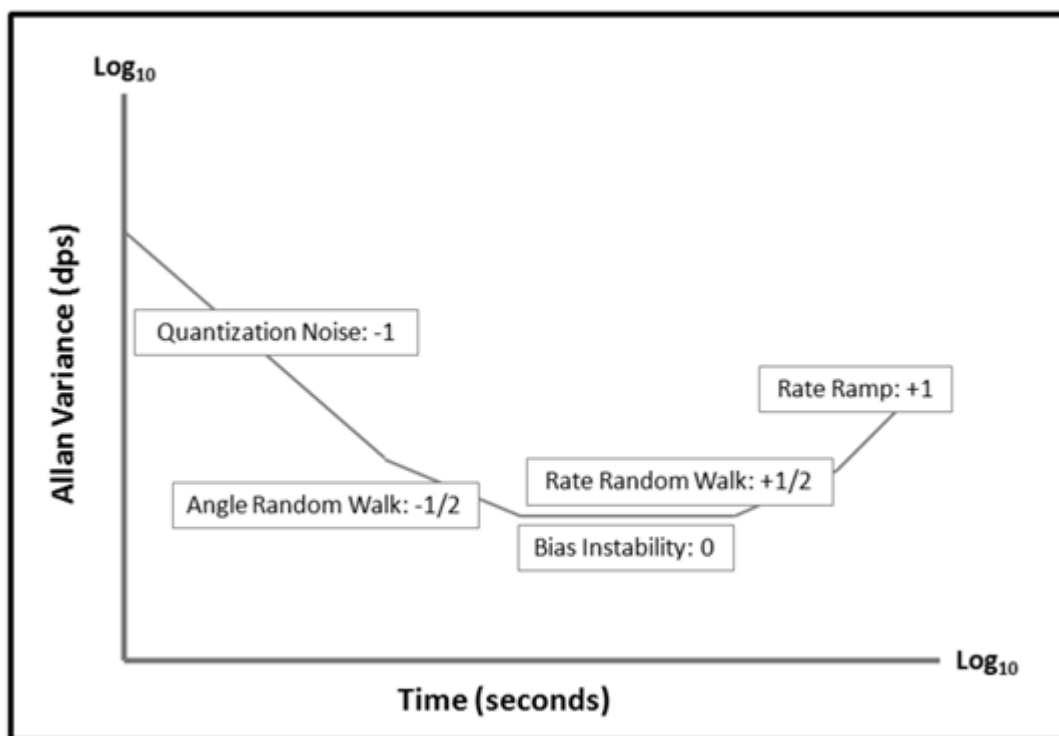 Log₁₀
Allan Variance (dps)
Quantization Noise: -1
Rate Ramp: +1
Rate Random Walk: +1/2
Angle Random Walk: -1/2
Bias Instability: 0
Log₁₀
Time (seconds)